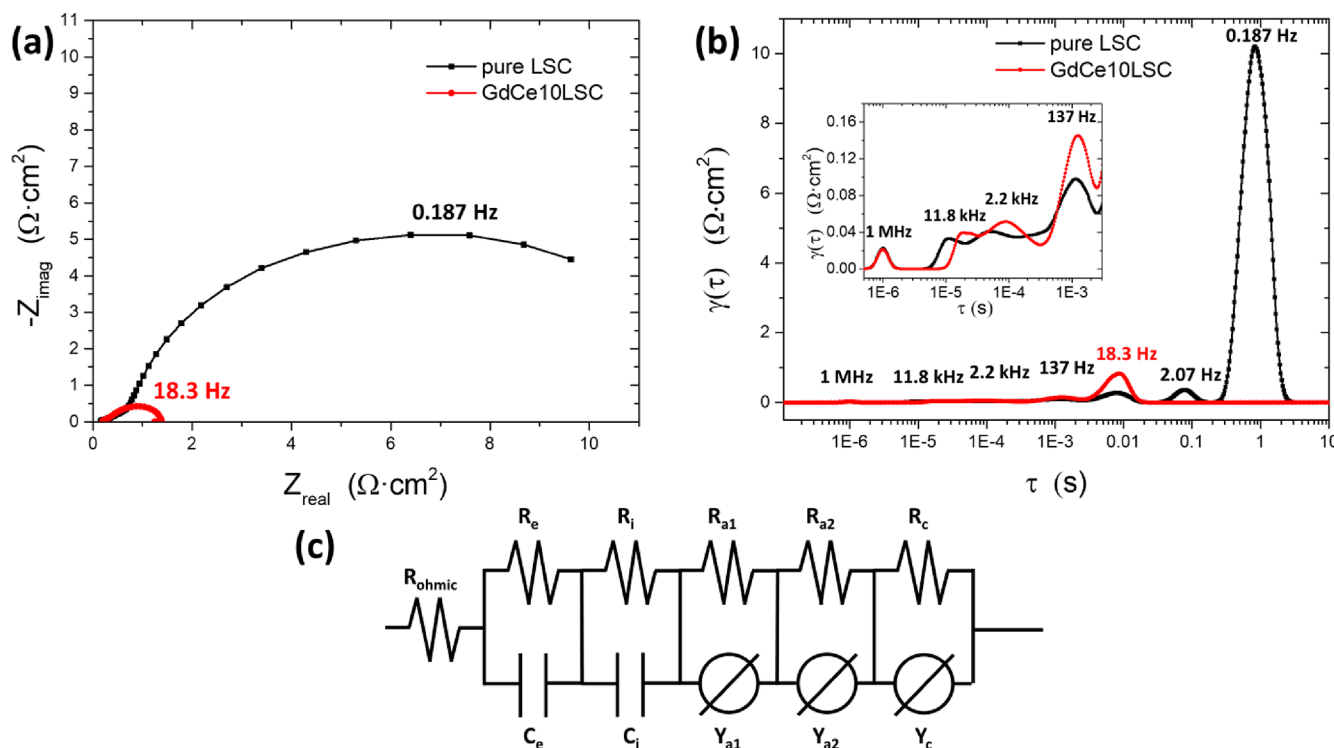 (a)
11
10
9
8
7
6
5
4
3
2
1
0
-Z_imag (Ω·cm²)
pure LSC
GdCe10LSC
0.187 Hz
18.3 Hz
0 2 4 6 8 10
Z_real (Ω·cm²)
(b)
10
8
6
4
2
0
γ(τ) (Ω·cm²)
pure LSC
GdCe10LSC
0.187 Hz
0.16
0.12
0.08
0.04
0.00
γ(τ) (Ω·cm²)
137 Hz
2.2 kHz
11.8 kHz
1 MHz
1E-6 1E-5 1E-4 1E-3
τ (s)
1 MHz 11.8 kHz 2.2 kHz 137 Hz 18.3 Hz 2.07 Hz
1E-6 1E-5 1E-4 1E-3 0.01 0.1 1 10
τ (s)
(c)
R_ohmic
R_e R_i R_a1 R_a2 R_c
C_e C_i Y_a1 Y_a2 Y_c